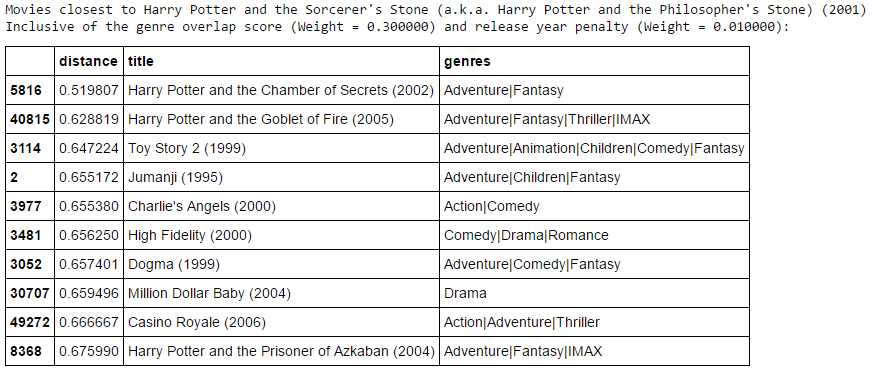 Movies closest to Harry Potter and the Sorcerer's Stone (a.k.a. Harry Potter and the Philosopher's Stone) (2001)
Inclusive of the genre overlap score (Weight = 0.300000) and release year penalty (Weight = 0.010000):
distance title genres
5816 0.519807 Harry Potter and the Chamber of Secrets (2002) Adventure|Fantasy
40815 0.628819 Harry Potter and the Goblet of Fire (2005) Adventure|Fantasy|Thriller|IMAX
3114 0.647224 Toy Story 2 (1999) Adventure|Animation|Children|Comedy|Fantasy
2 0.655172 Jumanji (1995) Adventure|Children|Fantasy
3977 0.655380 Charlie's Angels (2000) Action|Comedy
3481 0.656250 High Fidelity (2000) Comedy|Drama|Romance
3052 0.657401 Dogma (1999) Adventure|Comedy|Fantasy
30707 0.659496 Million Dollar Baby (2004) Drama
49272 0.666667 Casino Royale (2006) Action|Adventure|Thriller
8368 0.675990 Harry Potter and the Prisoner of Azkaban (2004) Adventure|Fantasy|IMAX